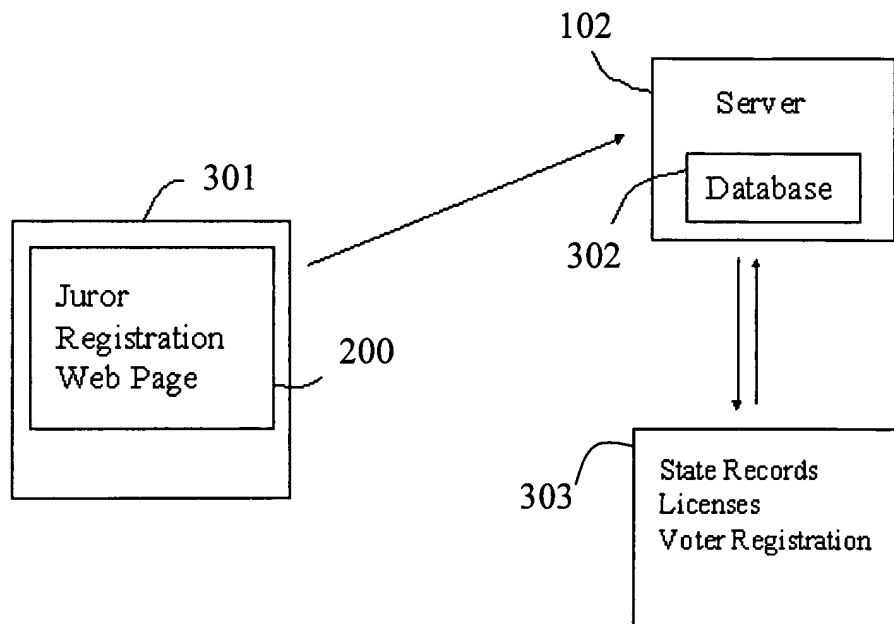 102
Server
Database
302
301
Juror
Registration
Web Page
200
303
State Records
Licenses
Voter Registration